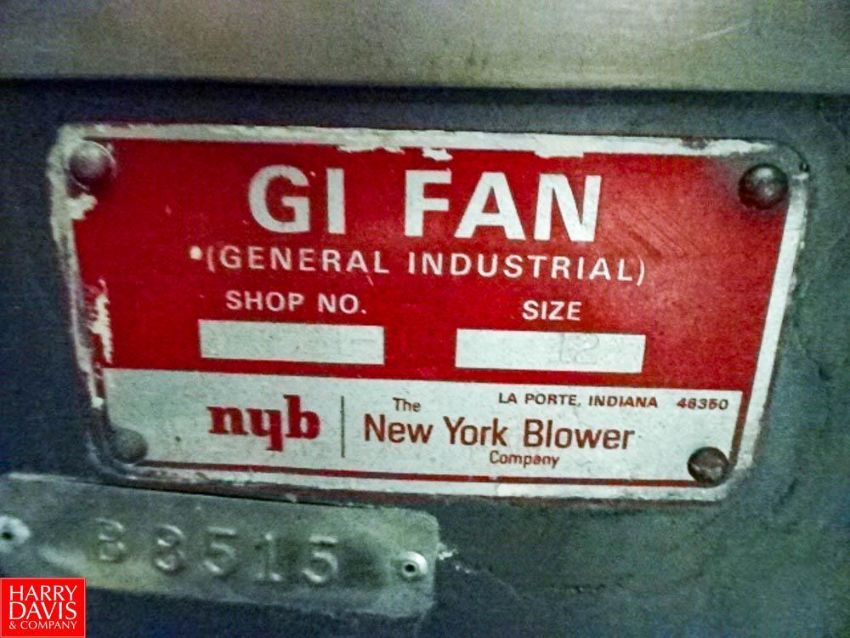 GI FAN
•(GENERAL INDUSTRIAL)
SHOP NO. SIZE
12
LA PORTE, INDIANA 46350
nyb The
New York Blower
Company
B8515
HARRY
DAVIS
& COMPANY